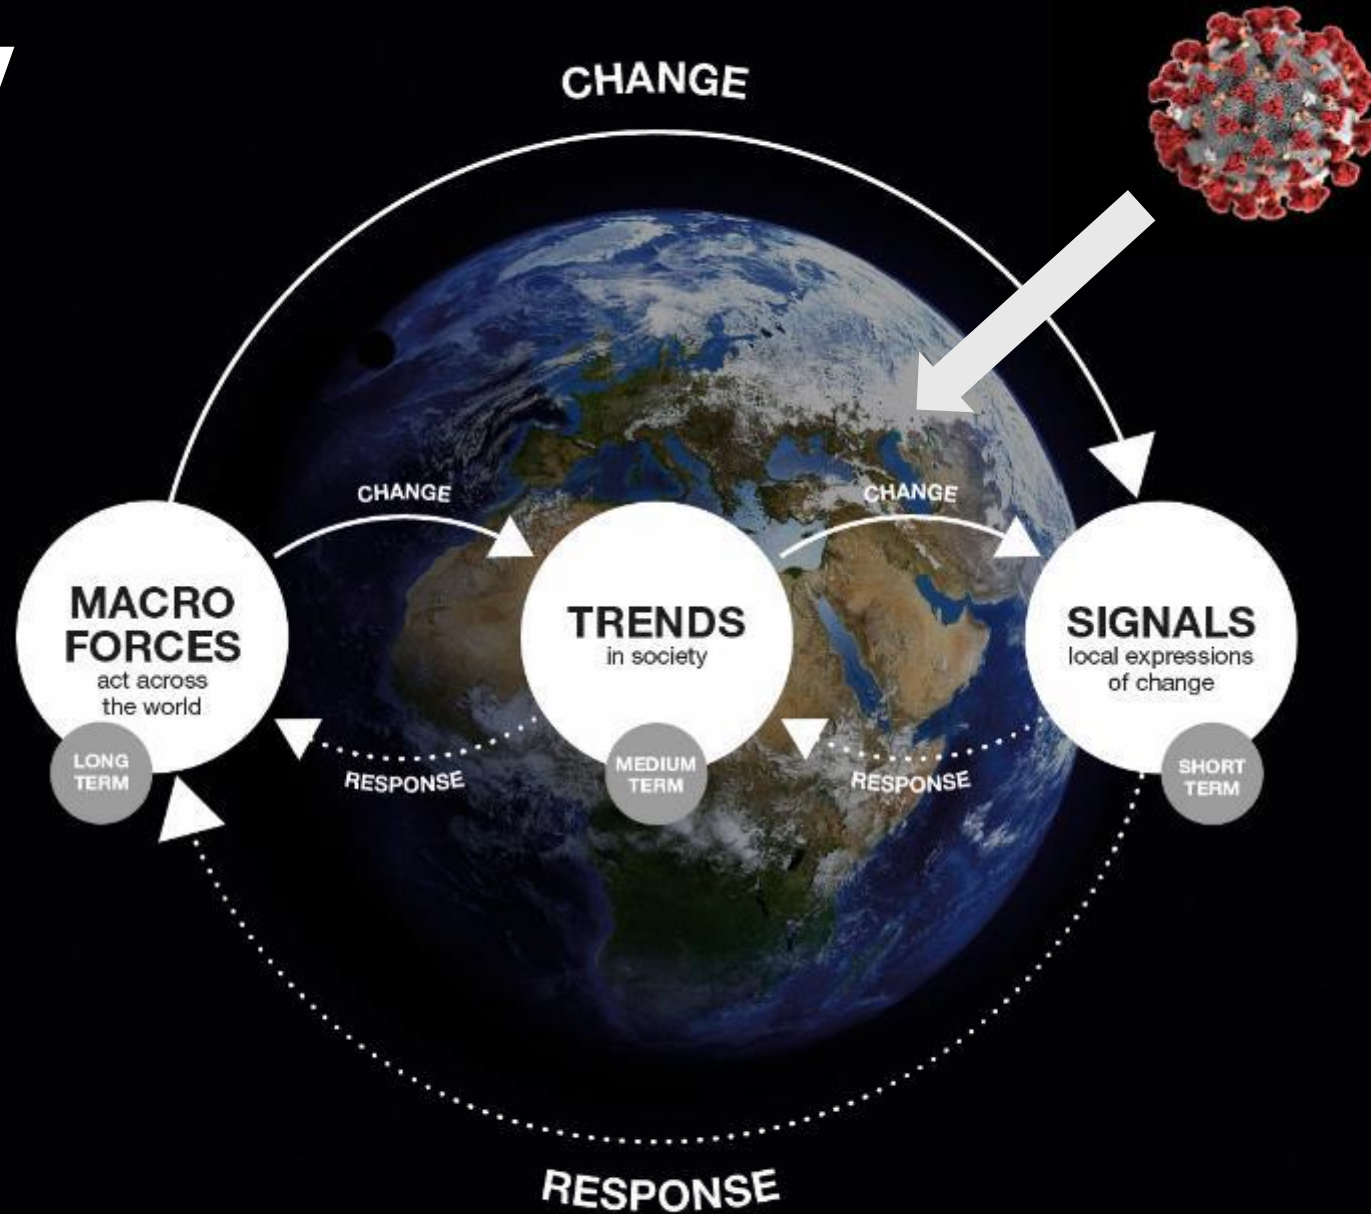 CHANGE
CHANGE
CHANGE
MACRO
FORCES
act across
the world
LONG
TERM
TRENDS
in society
MEDIUM
TERM
SIGNALS
local expressions
of change
SHORT
TERM
RESPONSE
RESPONSE
RESPONSE